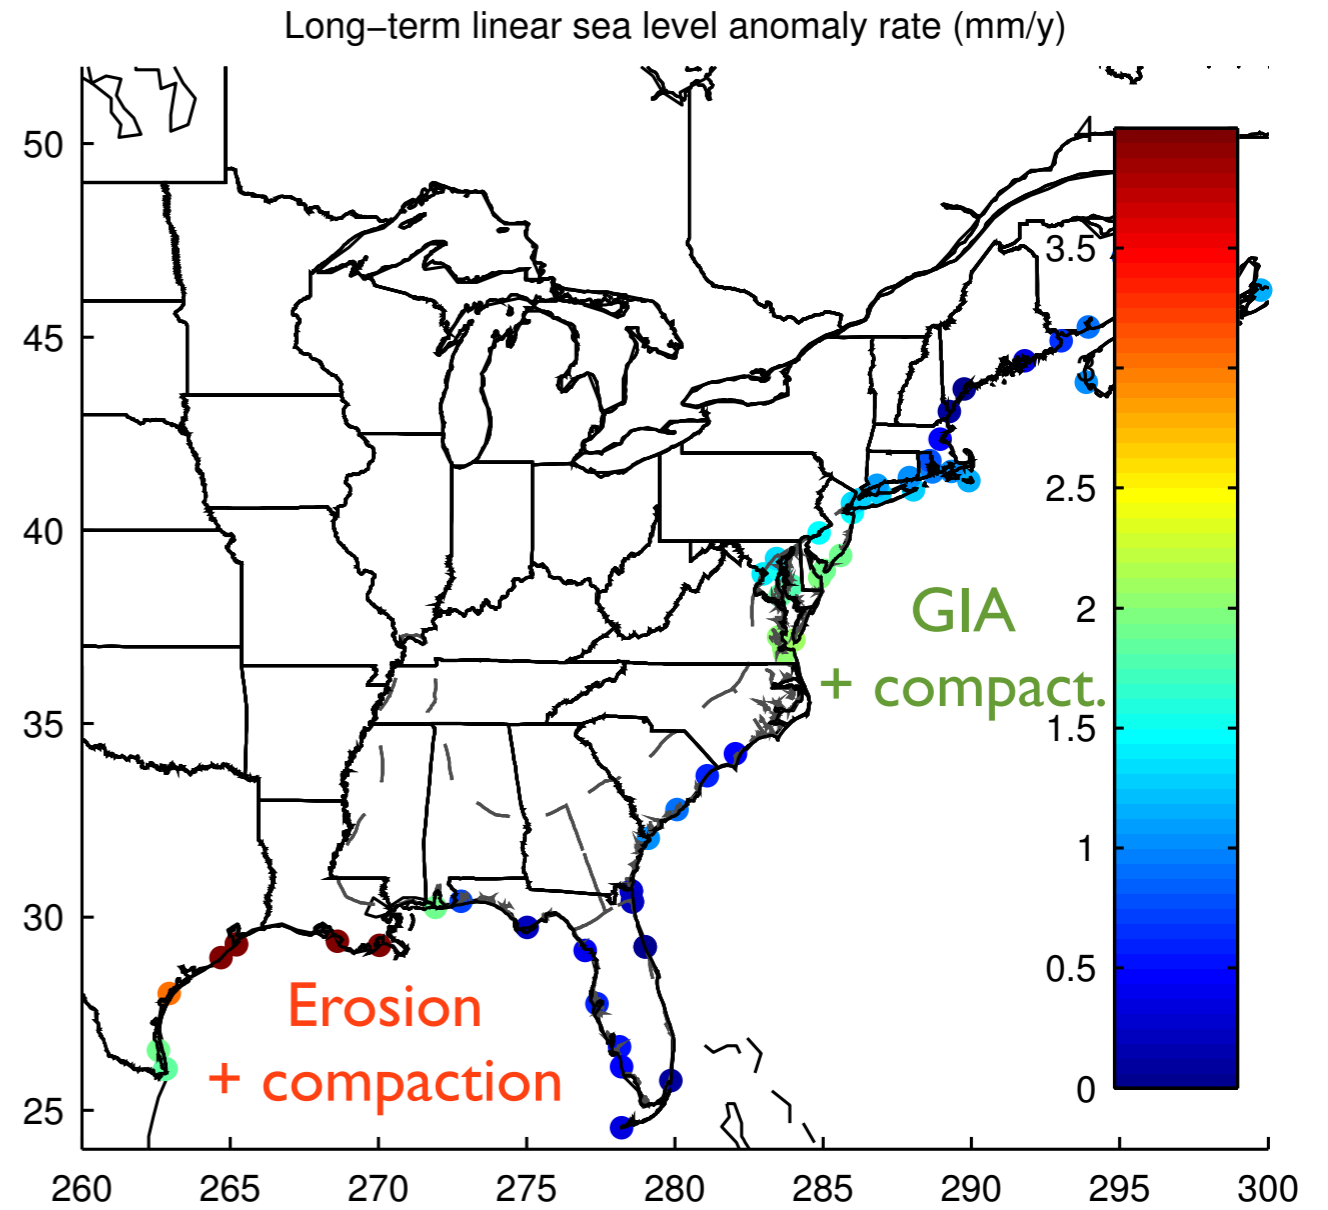 Long−term linear sea level anomaly rate (mm/y)
50
45
40
35
30
25
260 265 270 275 280 285 290 295 300
4
3.5
2.5
2
1.5
1
0.5
0
GIA
+ compact.
Erosion
+ compaction